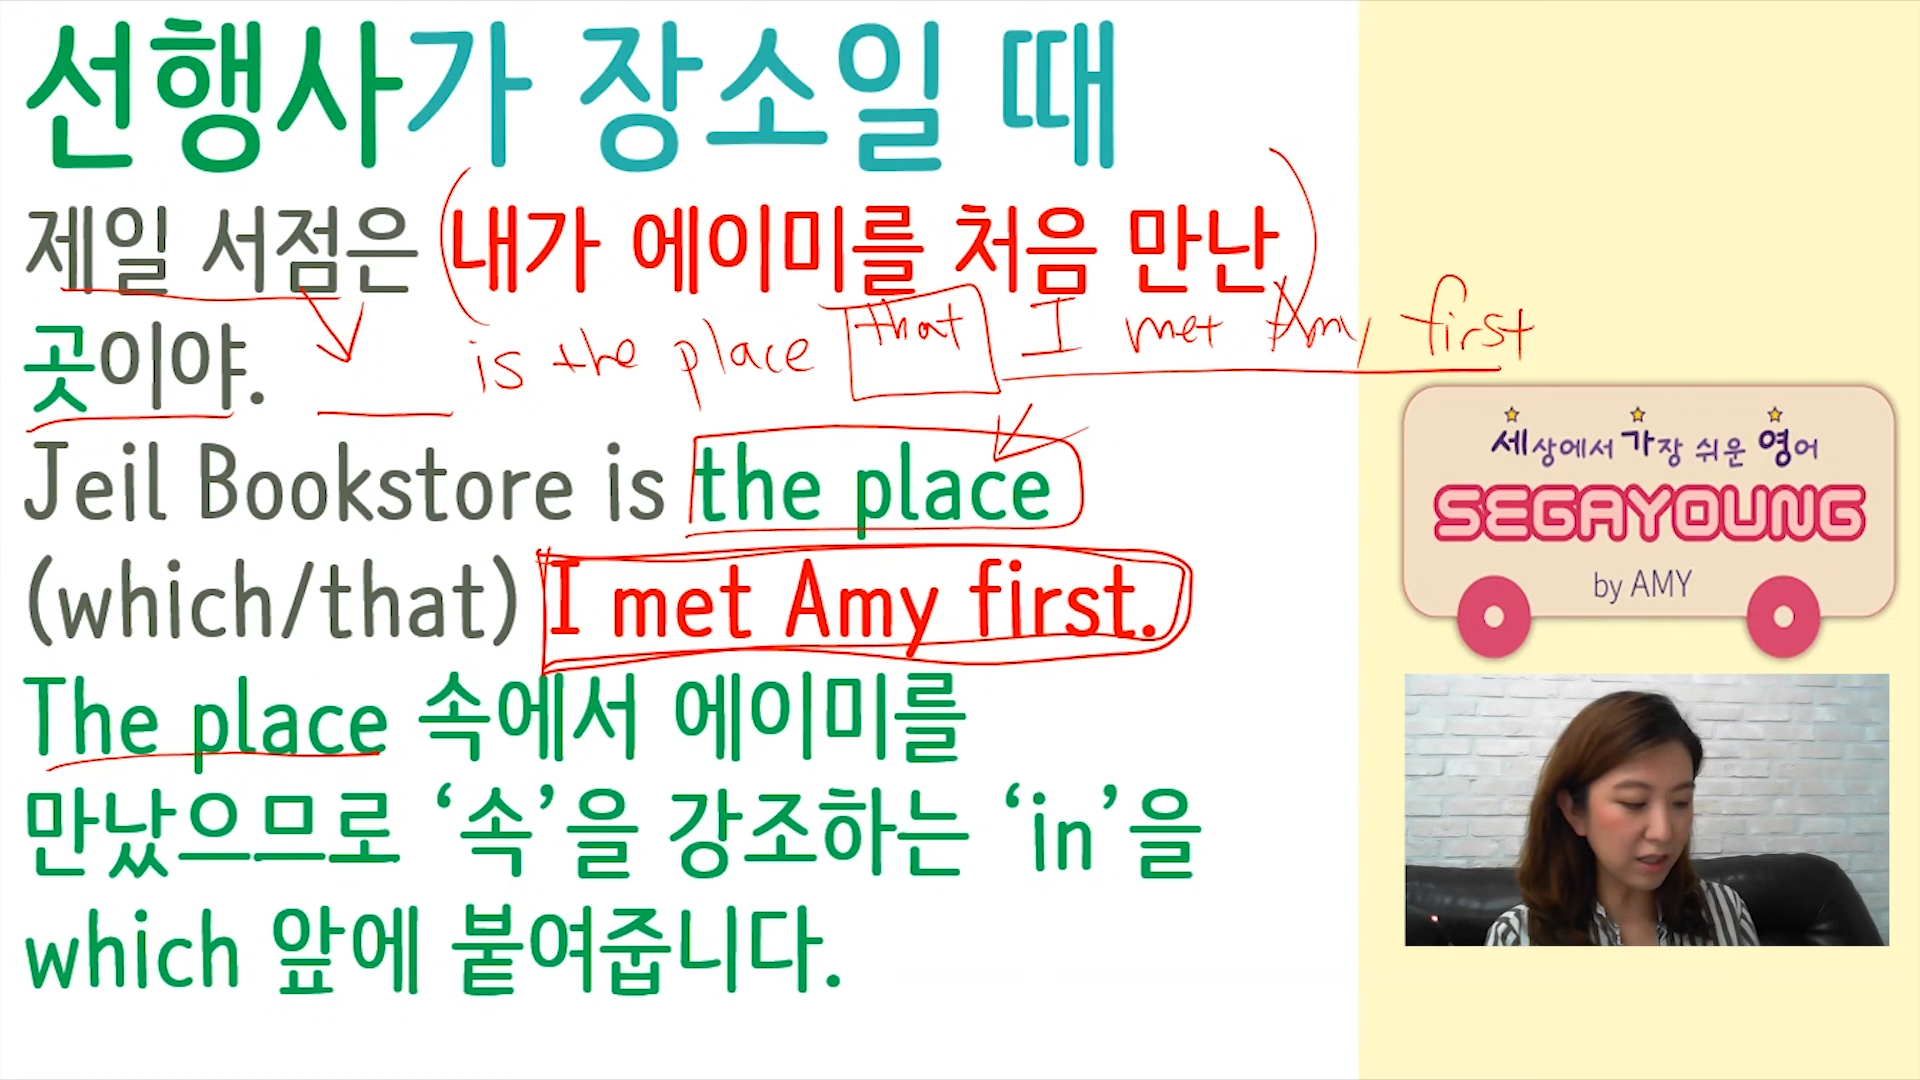 선행사가 장소일 때
제일 서점은 (내가 에이미를 처음 만난)
곳이야.
is the place that I met Amy first
Jeil Bookstore is the place
(which/that) I met Amy first.
The place 속에서 에이미를
만났으므로 ‘속’을 강조하는 ‘in’을
which 앞에 붙여줍니다.
세상에서 가장 쉬운 영어
SEGAYOUNG
by AMY